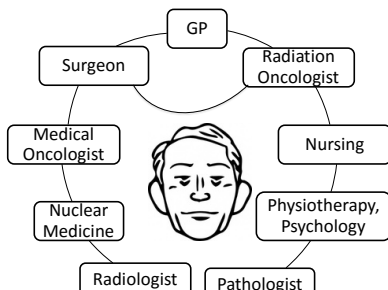 GP
Surgeon
Radiation
Oncologist
Medical
Oncologist
Nursing
Nuclear
Medicine
Physiotherapy,
Psychology
Radiologist
Pathologist